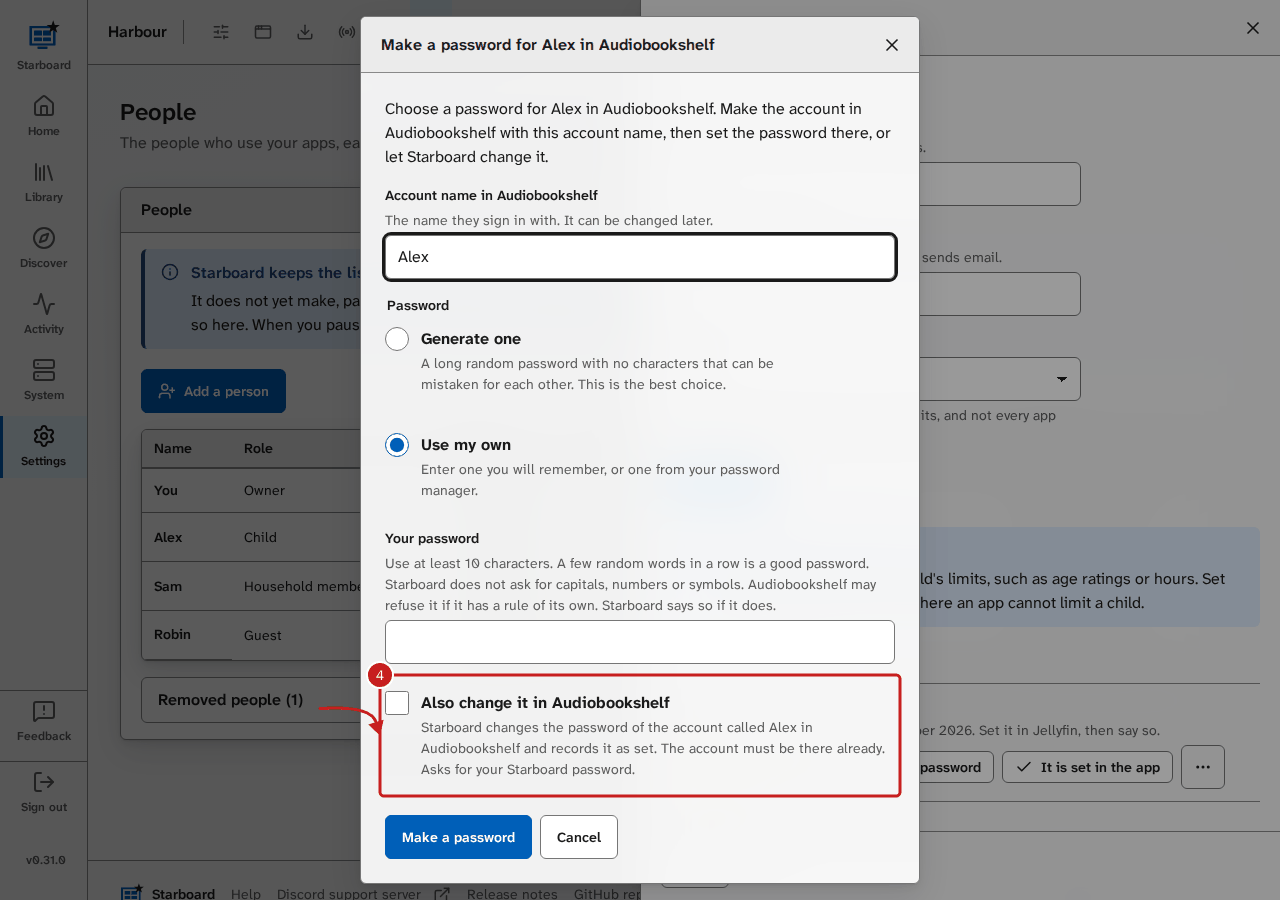 Starboard
Home
Library
Discover
Activity
System
Settings
Feedback
Sign out
v0.31.0
Harbour
People
The people who use your apps, ea
People
Starboard keeps the lis
It does not yet make, pa
so here. When you paus
Add a person
Name Role
You Owner
Alex Child
Sam Household membe
Robin Guest
Removed people (1)
Starboard Help Discord support server Release notes GitHub rep
Make a password for Alex in Audiobookshelf
Choose a password for Alex in Audiobookshelf. Make the account in
Audiobookshelf with this account name, then set the password there, or
let Starboard change it.
Account name in Audiobookshelf
The name they sign in with. It can be changed later.
Alex
Password
Generate one
A long random password with no characters that can be
mistaken for each other. This is the best choice.
Use my own
Enter one you will remember, or one from your password
manager.
Your password
Use at least 10 characters. A few random words in a row is a good password.
Starboard does not ask for capitals, numbers or symbols. Audiobookshelf may
refuse it if it has a rule of its own. Starboard says so if it does.
4
Also change it in Audiobookshelf
Starboard changes the password of the account called Alex in
Audiobookshelf and records it as set. The account must be there already.
Asks for your Starboard password.
Make a password Cancel
s.
sends email.
its, and not every app
ld's limits, such as age ratings or hours. Set
here an app cannot limit a child.
er 2026. Set it in Jellyfin, then say so.
password It is set in the app